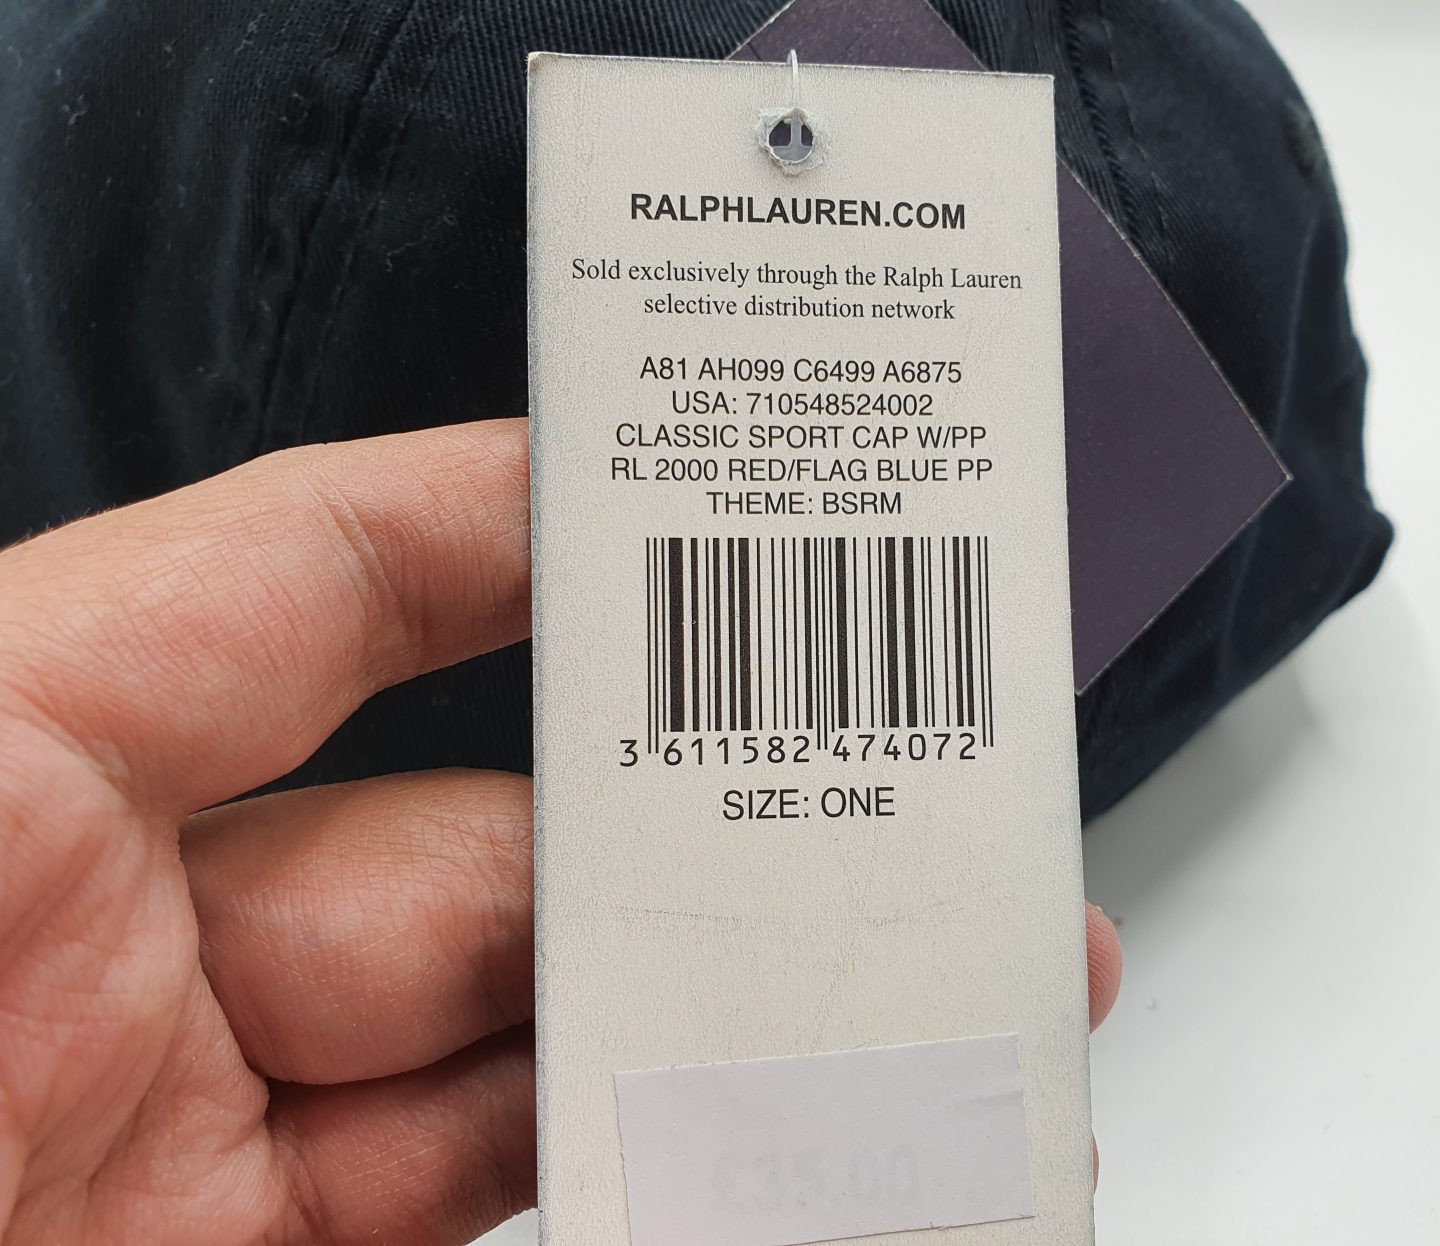 RALPHLAUREN.COM
Sold exclusively through the Ralph Lauren
selective distribution network
A81 AH099 C6499 A6875
USA: 710548524002
CLASSIC SPORT CAP W/PP
RL 2000 RED/FLAG BLUE PP
THEME: BSRM
3 611582 474072
SIZE: ONE